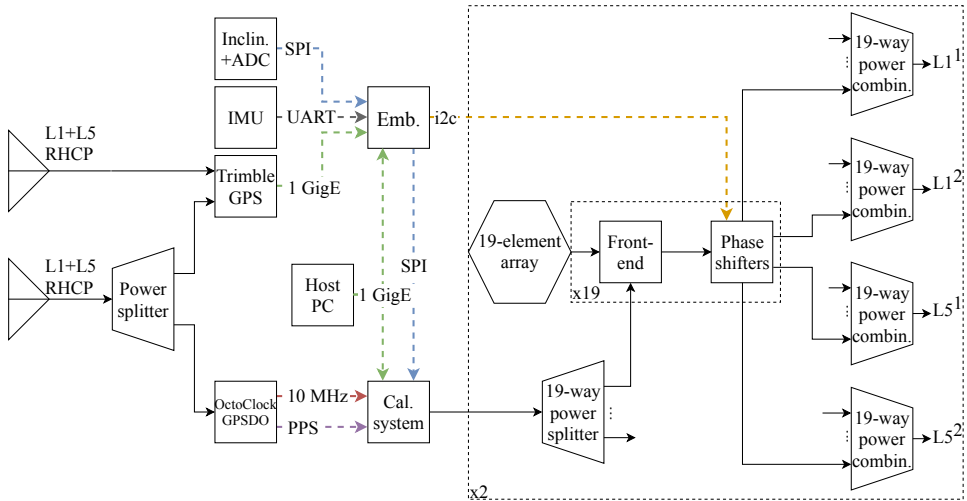 Inclin.
+ADC
SPI
IMU
UART
Emb.
i2c
L1+L5
RHCP
Trimble
GPS
1 GigE
L1+L5
RHCP
Power
splitter
Host
PC
1 GigE
SPI
OctoClock
GPSDO
10 MHz
PPS
Cal.
system
19-element
array
Front-
end
Phase
shifters
x19
19-way
power
splitter
...
x2
...
19-way
power
combin.
L1¹
...
19-way
power
combin.
L1²
...
19-way
power
combin.
L5¹
...
19-way
power
combin.
L5²